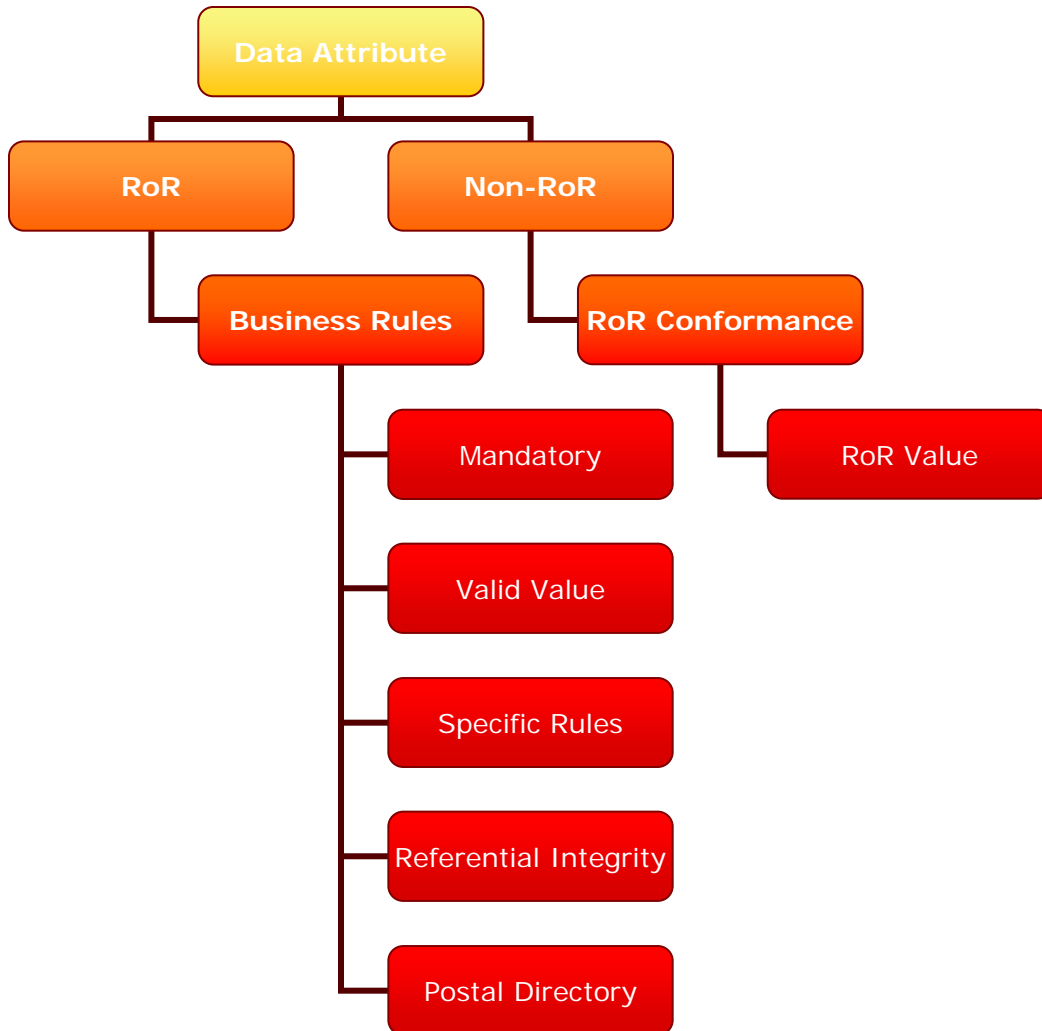 Data Attribute
RoR
Non-RoR
Business Rules
RoR Conformance
Mandatory
RoR Value
Valid Value
Specific Rules
Referential Integrity
Postal Directory